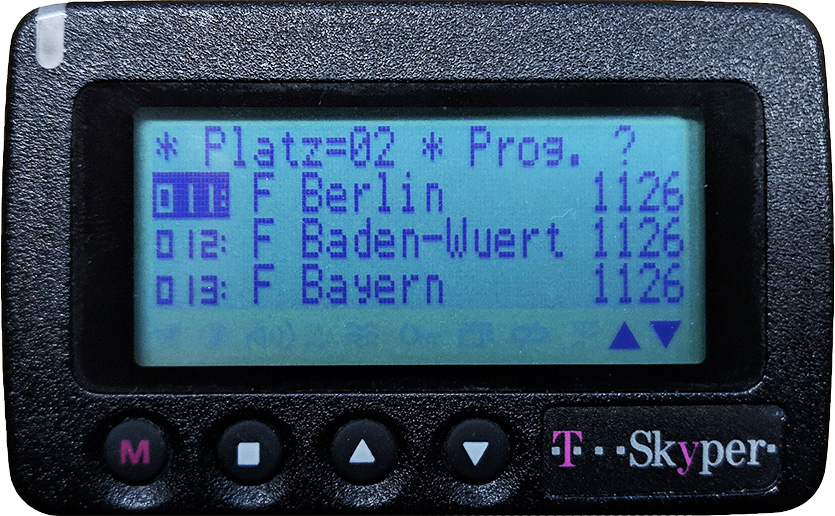 * Platz=02 * Prog. ?
011: F Berlin 1126
012: F Baden-Wuert 1126
013: F Bayern 1126
M
T···Skyper·